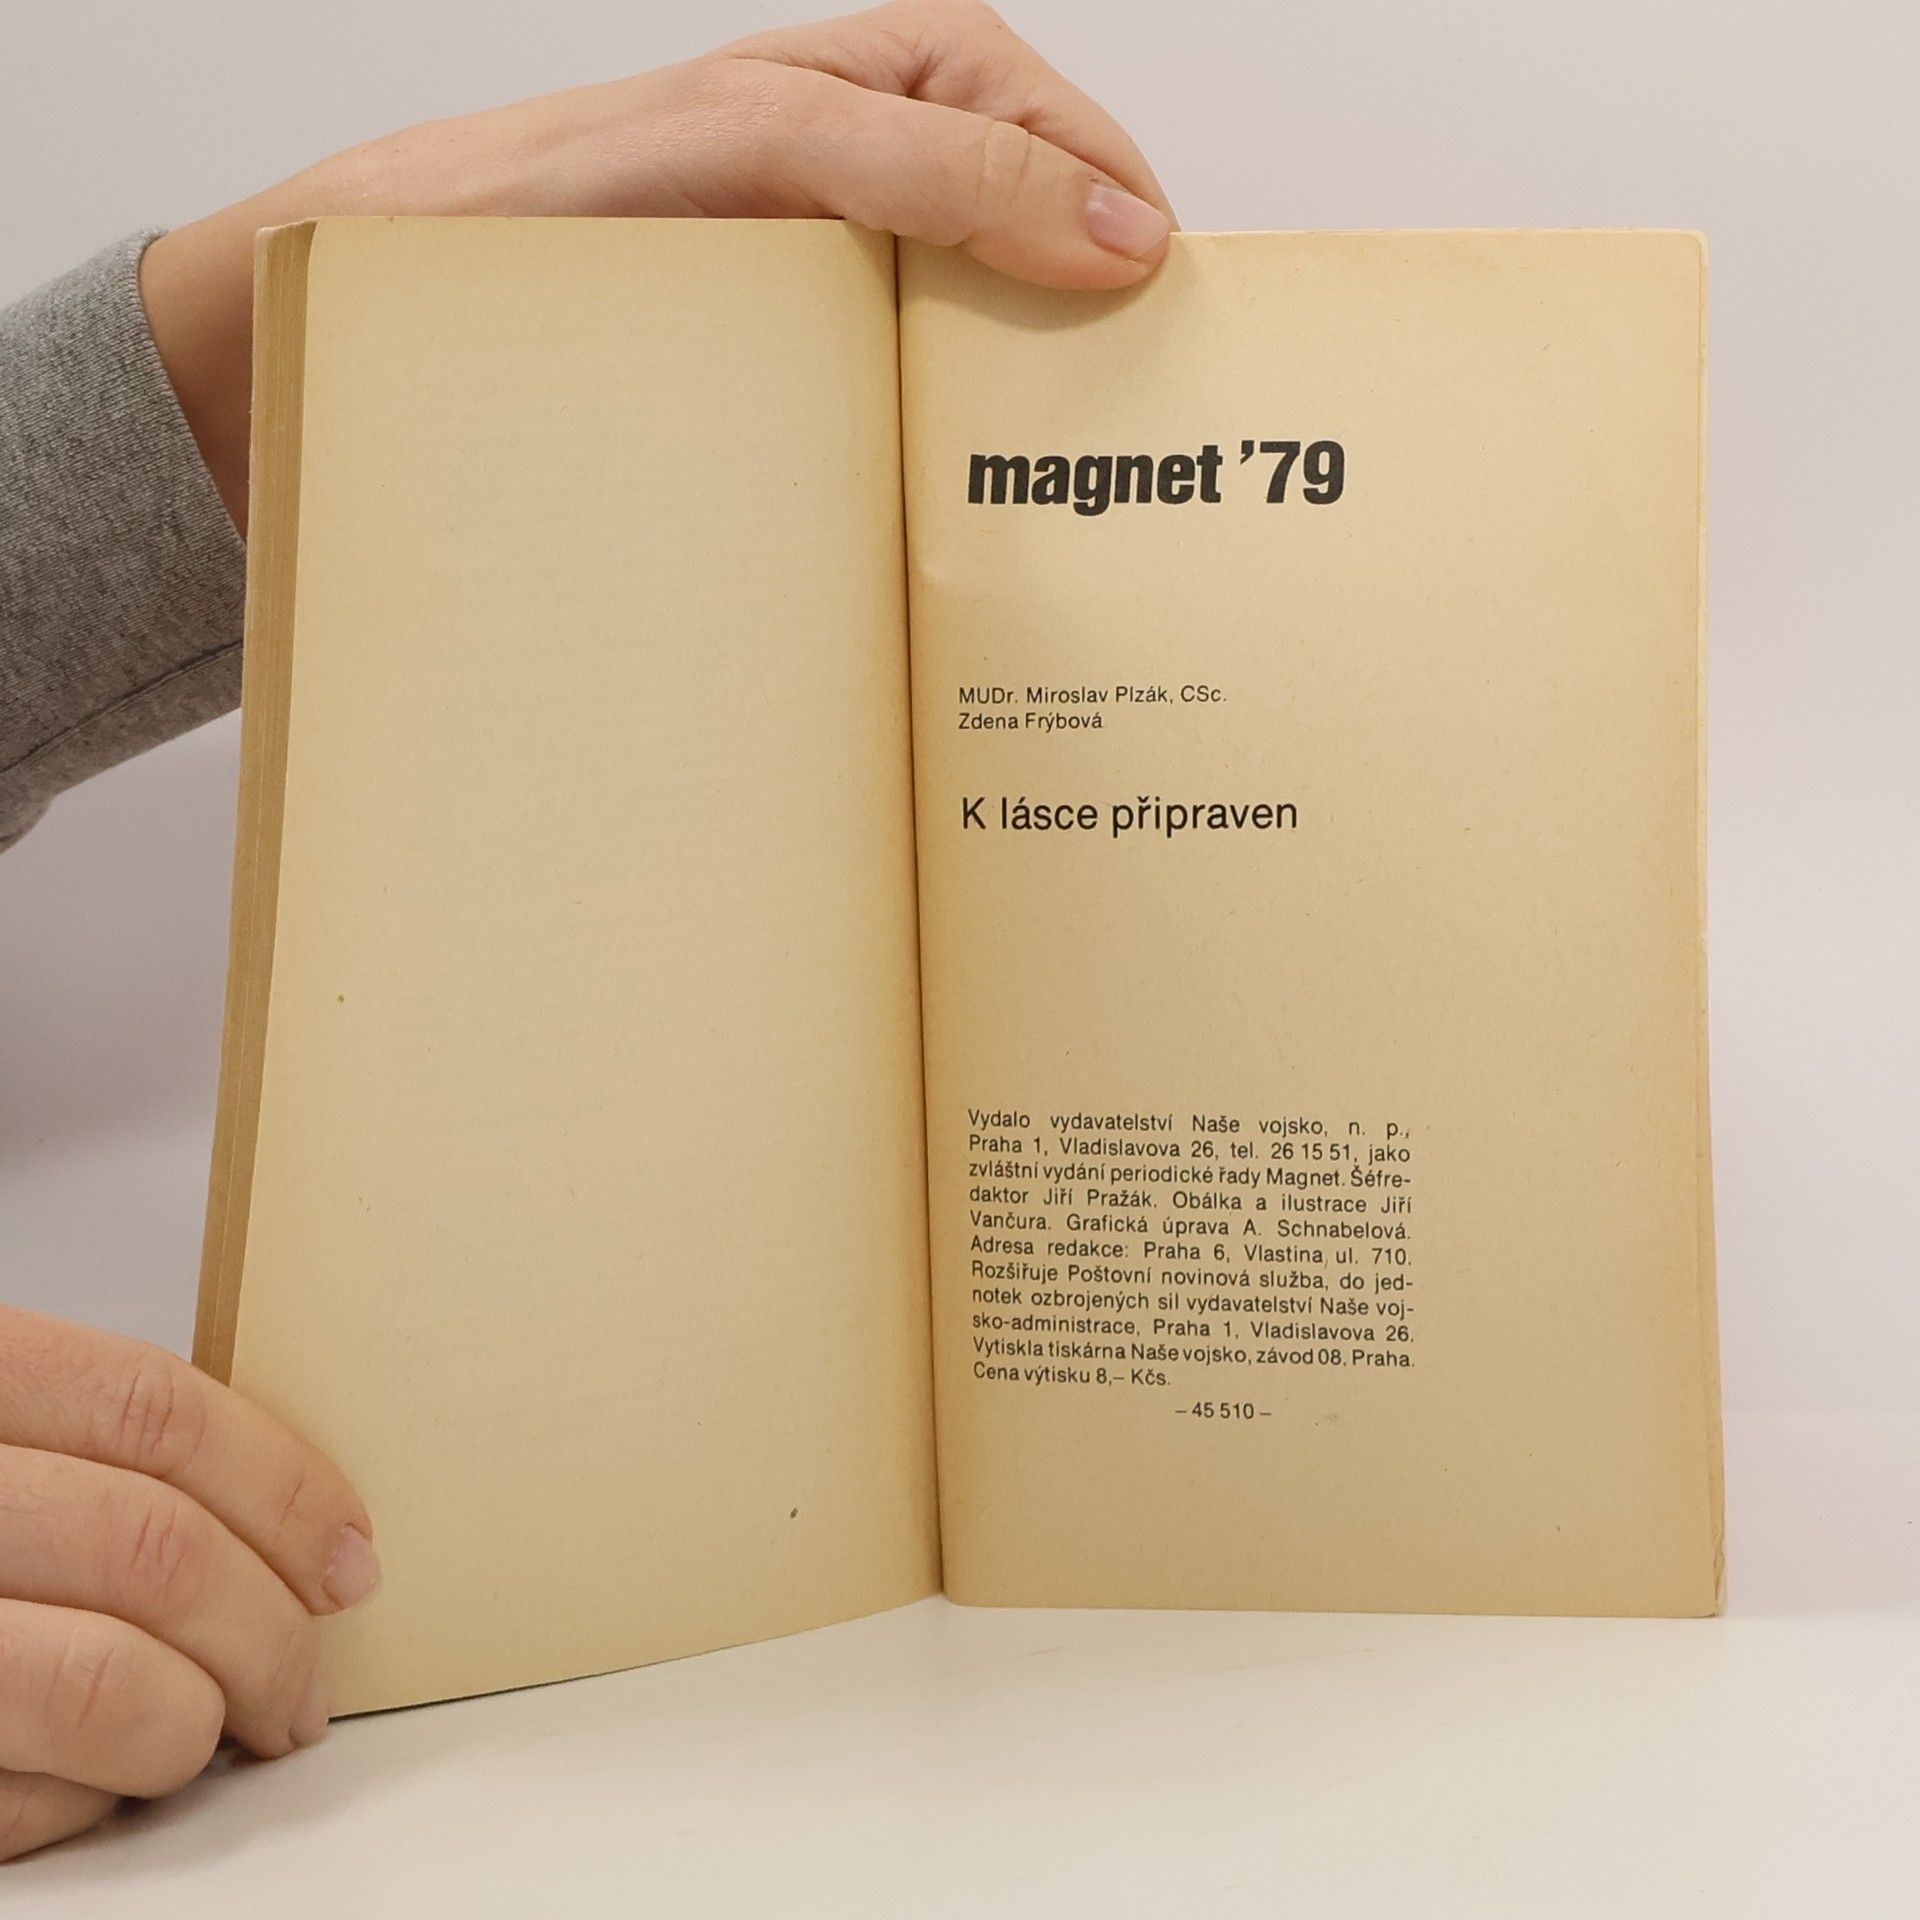 magnet ’79
MUDr. Miroslav Plzák, CSc.
Zdena Frýbová
K lásce připraven
Vydalo vydavatelství Naše vojsko, n. p.,
Praha 1, Vladislavova 26, tel. 26 15 51, jako
zvláštní vydání periodické řady Magnet. Šéfre-
daktor Jiří Pražák. Obálka a ilustrace Jiří
Vančura. Grafická úprava A. Schnabelová.
Adresa redakce: Praha 6, Vlastina ul. 710.
Rozšiřuje Poštovní novinová služba, do jed-
notek ozbrojených sil vydavatelství Naše voj-
sko-administrace, Praha 1, Vladislavova 26.
Vytiskla tiskárna Naše vojsko, závod 08, Praha.
Cena výtisku 8,– Kčs.
– 45 510 –